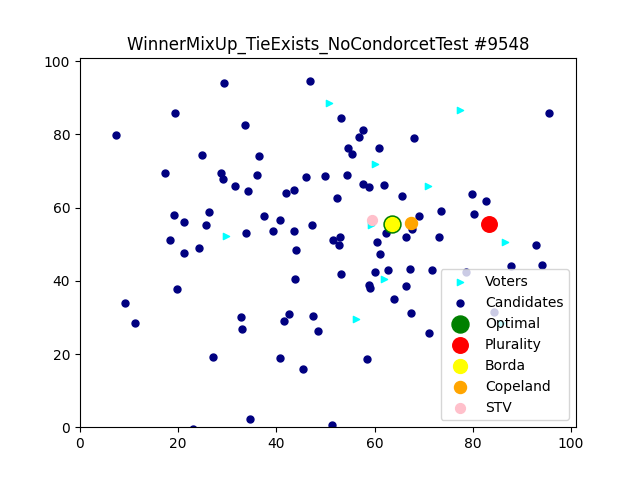 WinnerMixUp_TieExists_NoCondorcetTest #9548
100
80
60
40
20
0
0 20 40 60 80 100
Voters
Candidates
Optimal
Plurality
Borda
Copeland
STV